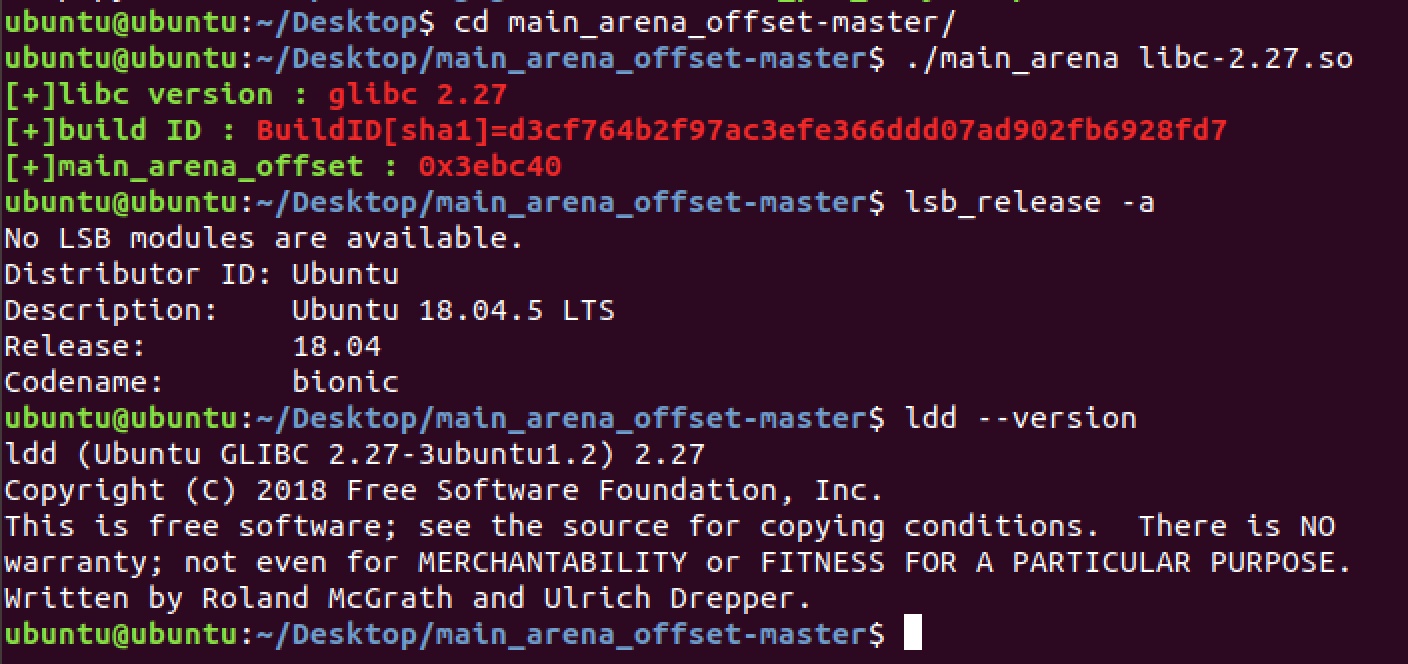 ubuntu@ubuntu:~/Desktop$ cd main_arena_offset-master/
ubuntu@ubuntu:~/Desktop/main_arena_offset-master$ ./main_arena libc-2.27.so
[+]libc version : glibc 2.27
[+]build ID : BuildID[sha1]=d3cf764b2f97ac3efe366ddd07ad902fb6928fd7
[+]main_arena_offset : 0x3ebc40
ubuntu@ubuntu:~/Desktop/main_arena_offset-master$ lsb_release -a
No LSB modules are available.
Distributor ID: Ubuntu
Description:    Ubuntu 18.04.5 LTS
Release:        18.04
Codename:       bionic
ubuntu@ubuntu:~/Desktop/main_arena_offset-master$ ldd --version
ldd (Ubuntu GLIBC 2.27-3ubuntu1.2) 2.27
Copyright (C) 2018 Free Software Foundation, Inc.
This is free software; see the source for copying conditions.  There is NO
warranty; not even for MERCHANTABILITY or FITNESS FOR A PARTICULAR PURPOSE.
Written by Roland McGrath and Ulrich Drepper.
ubuntu@ubuntu:~/Desktop/main_arena_offset-master$